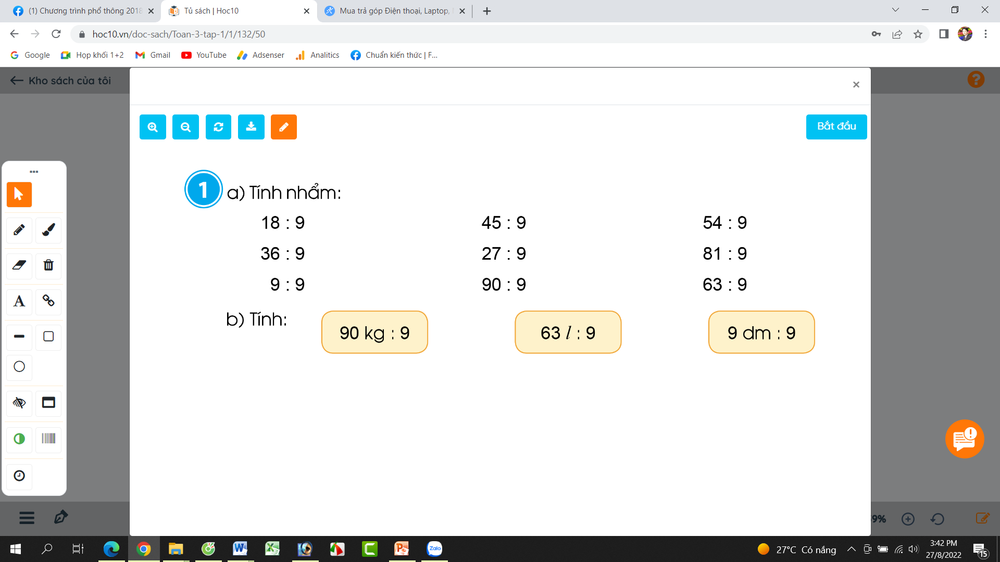 (1) Chương trình phổ thông 2018
Tủ sách | Hoc10
Mua trả góp Điện thoại, Laptop,
hoc10.vn/doc-sach/Toan-3-tap-1/1/132/50
Google
Họp khối 1+2
Gmail
YouTube
Adsenser
Analitics
Chuẩn kiến thức | F...
Kho sách của tôi
Bắt đầu
1 a) Tính nhẩm:
18 : 9 45 : 9 54 : 9
36 : 9 27 : 9 81 : 9
9 : 9 90 : 9 63 : 9
b) Tính: 90 kg : 9 63 l : 9 9 dm : 9
A
9%
Zalo
27°C Có nắng
3:42 PM
27/8/2022
15